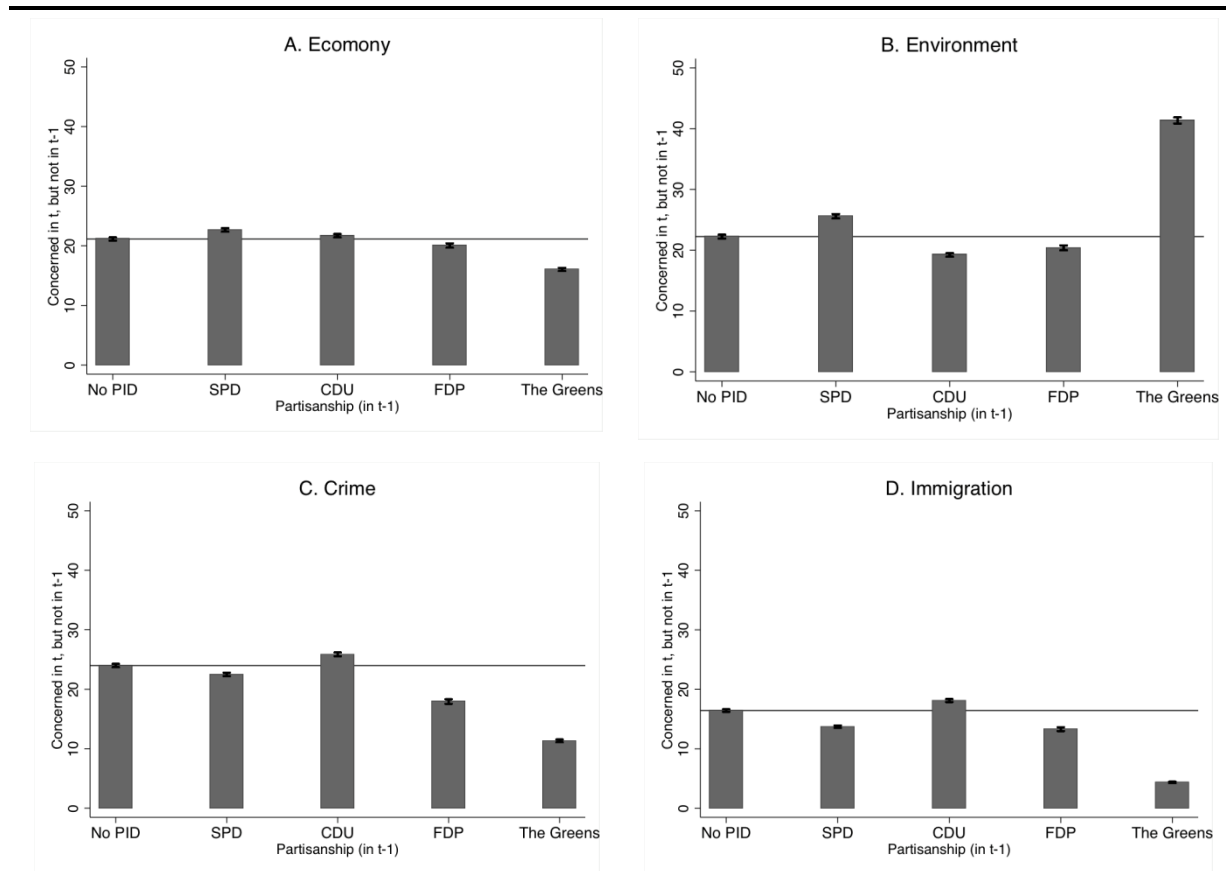 A. Ecomony
Concerned in t, but not in t-1
50
40
30
20
10
0
No PID SPD CDU FDP The Greens
Partisanship (in t-1)
B. Environment
Concerned in t, but not in t-1
50
40
30
20
10
0
No PID SPD CDU FDP The Greens
Partisanship (in t-1)
C. Crime
Concerned in t, but not in t-1
50
40
30
20
10
0
No PID SPD CDU FDP The Greens
Partisanship (in t-1)
D. Immigration
Concerned in t, but not in t-1
50
40
30
20
10
0
No PID SPD CDU FDP The Greens
Partisanship (in t-1)